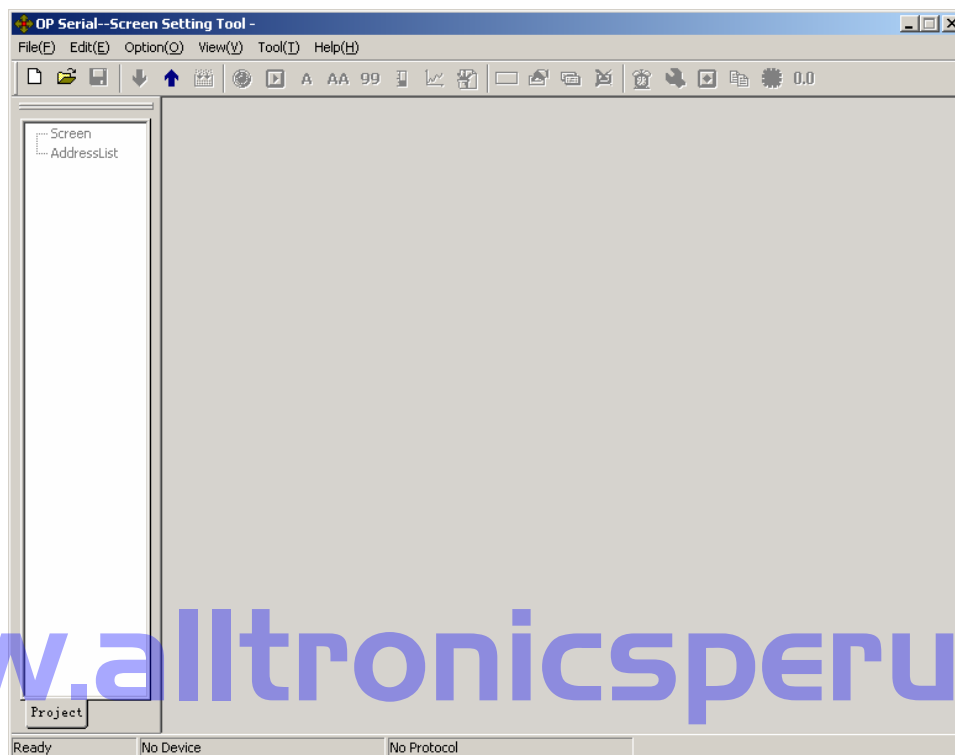 OP Serial--Screen Setting Tool -
File(F) Edit(E) Option(O) View(V) Tool(T) Help(H)
A AA 99 0.0
Screen
AddressList
w.alltronicsperu
Project
Ready No Device No Protocol